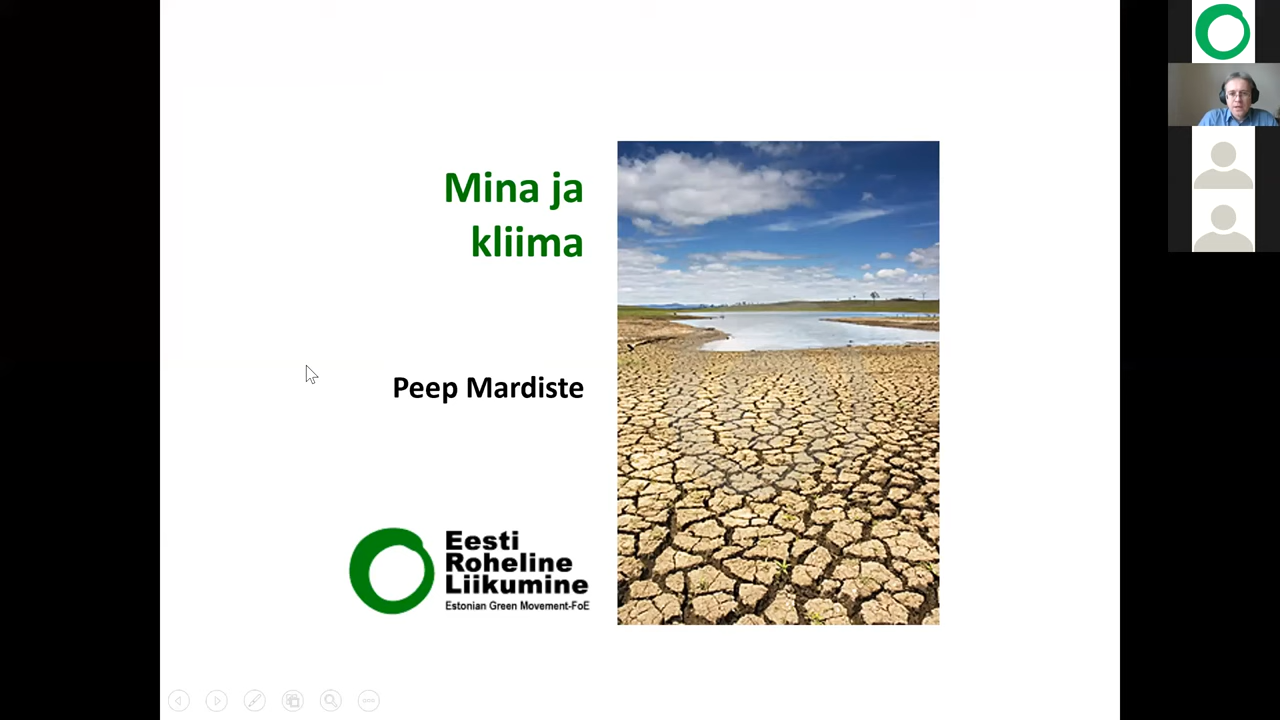 Mina ja
kliima
Peep Mardiste
Eesti
Roheline
Liikumine
Estonian Green Movement-FoE